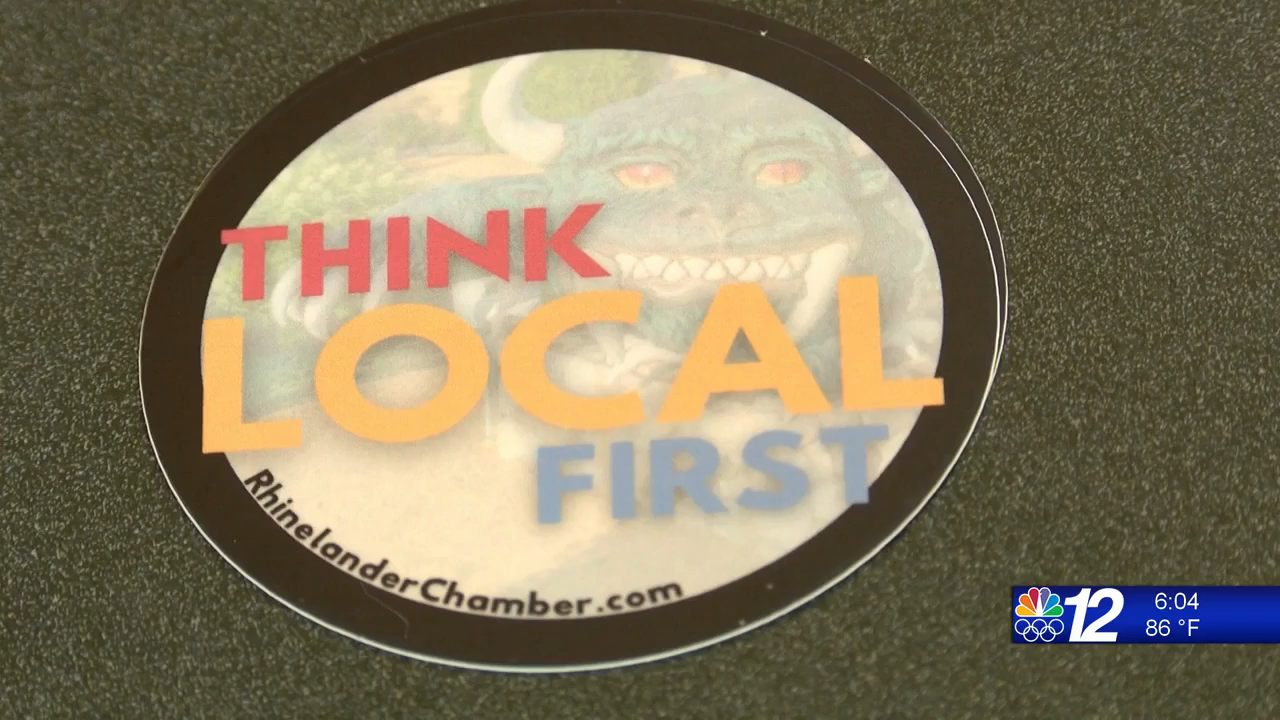 THINK
LOCAL
FIRST
RhinelanderChamber.com
12
6:04
86 °F